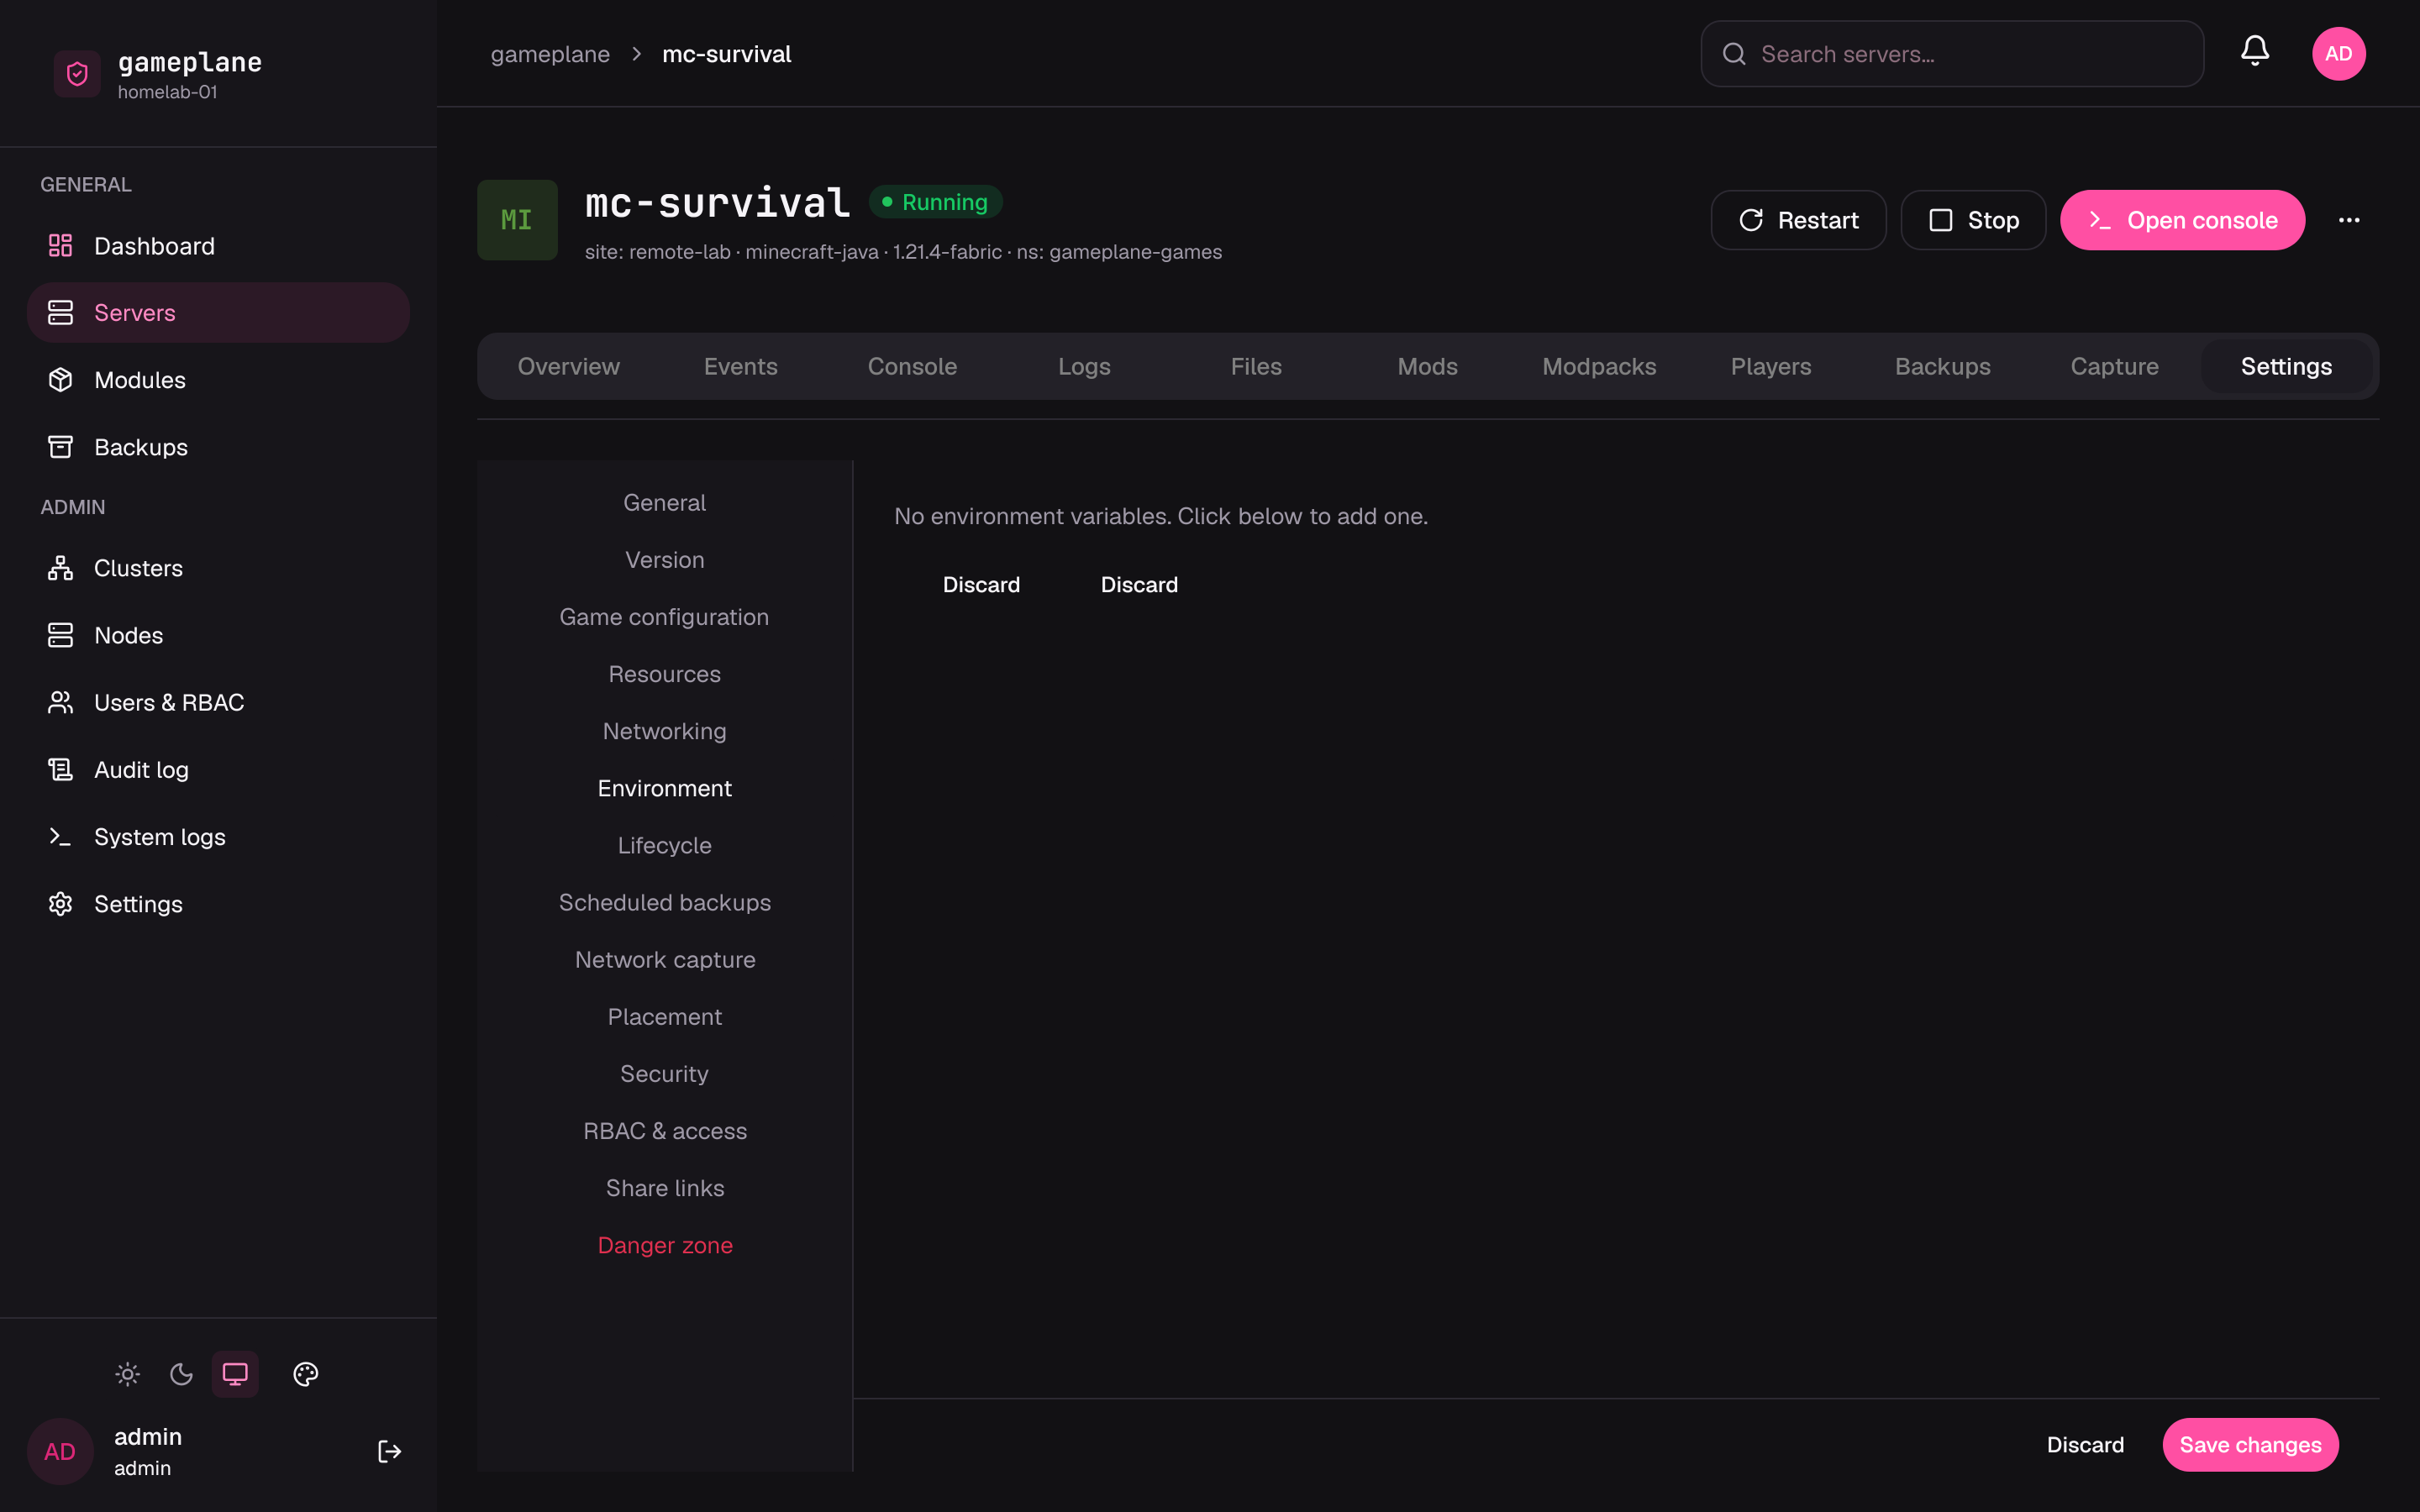 gameplane
homelab-01
GENERAL
Dashboard
Servers
Modules
Backups
ADMIN
Clusters
Nodes
Users & RBAC
Audit log
System logs
Settings
AD
admin
admin
gameplane > mc-survival
Search servers...
AD
MI
mc-survival
Running
site: remote-lab · minecraft-java · 1.21.4-fabric · ns: gameplane-games
Restart
Stop
Open console
Overview
Events
Console
Logs
Files
Mods
Modpacks
Players
Backups
Capture
Settings
General
Version
Game configuration
Resources
Networking
Environment
Lifecycle
Scheduled backups
Network capture
Placement
Security
RBAC & access
Share links
Danger zone
No environment variables. Click below to add one.
Discard
Discard
Discard
Save changes